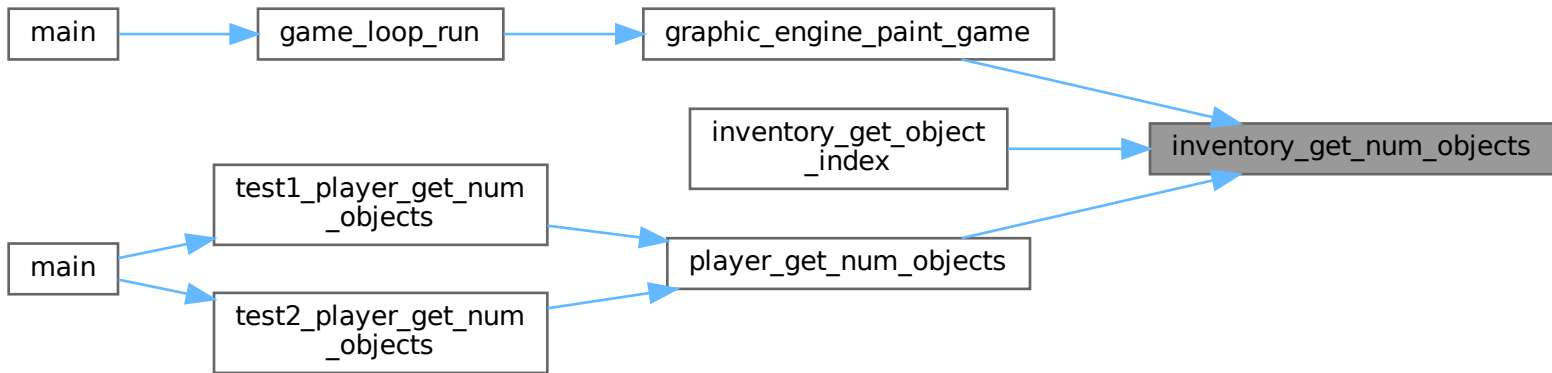 main
game_loop_run
graphic_engine_paint_game
inventory_get_object
_index
inventory_get_num_objects
test1_player_get_num
_objects
main
player_get_num_objects
test2_player_get_num
_objects